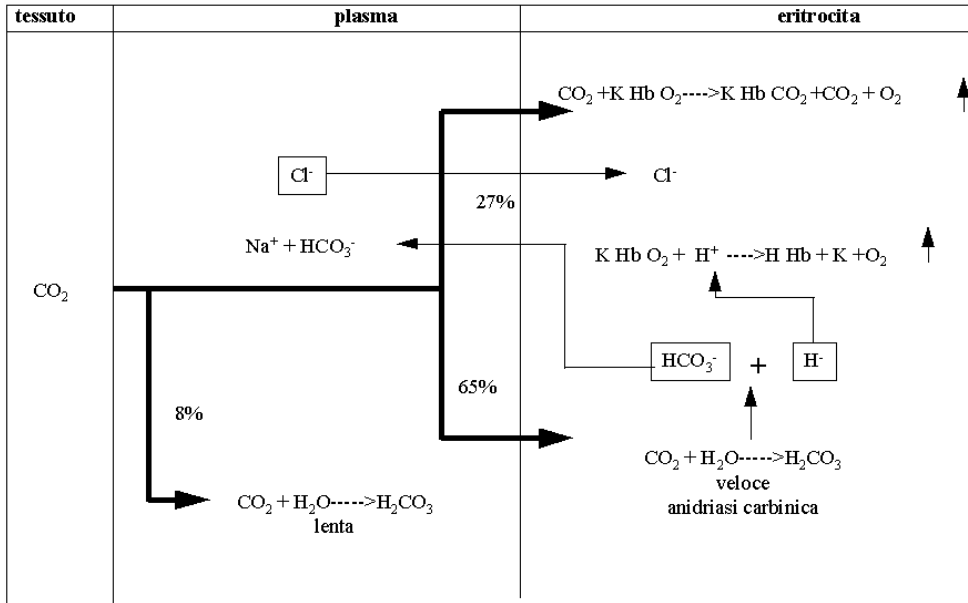 tessuto
plasma
eritrocita
CO₂ +K Hb O₂---->K Hb CO₂+CO₂ + O₂
Cl⁻
Cl⁻
27%
Na⁺ + HCO₃⁻
K Hb O₂ + H⁺ ---->H Hb + K +O₂
CO₂
HCO₃⁻ + H⁻
65%
8%
CO₂ + H₂O----->H₂CO₃
veloce
anidriasi carbinica
CO₂ + H₂O----->H₂CO₃
lenta